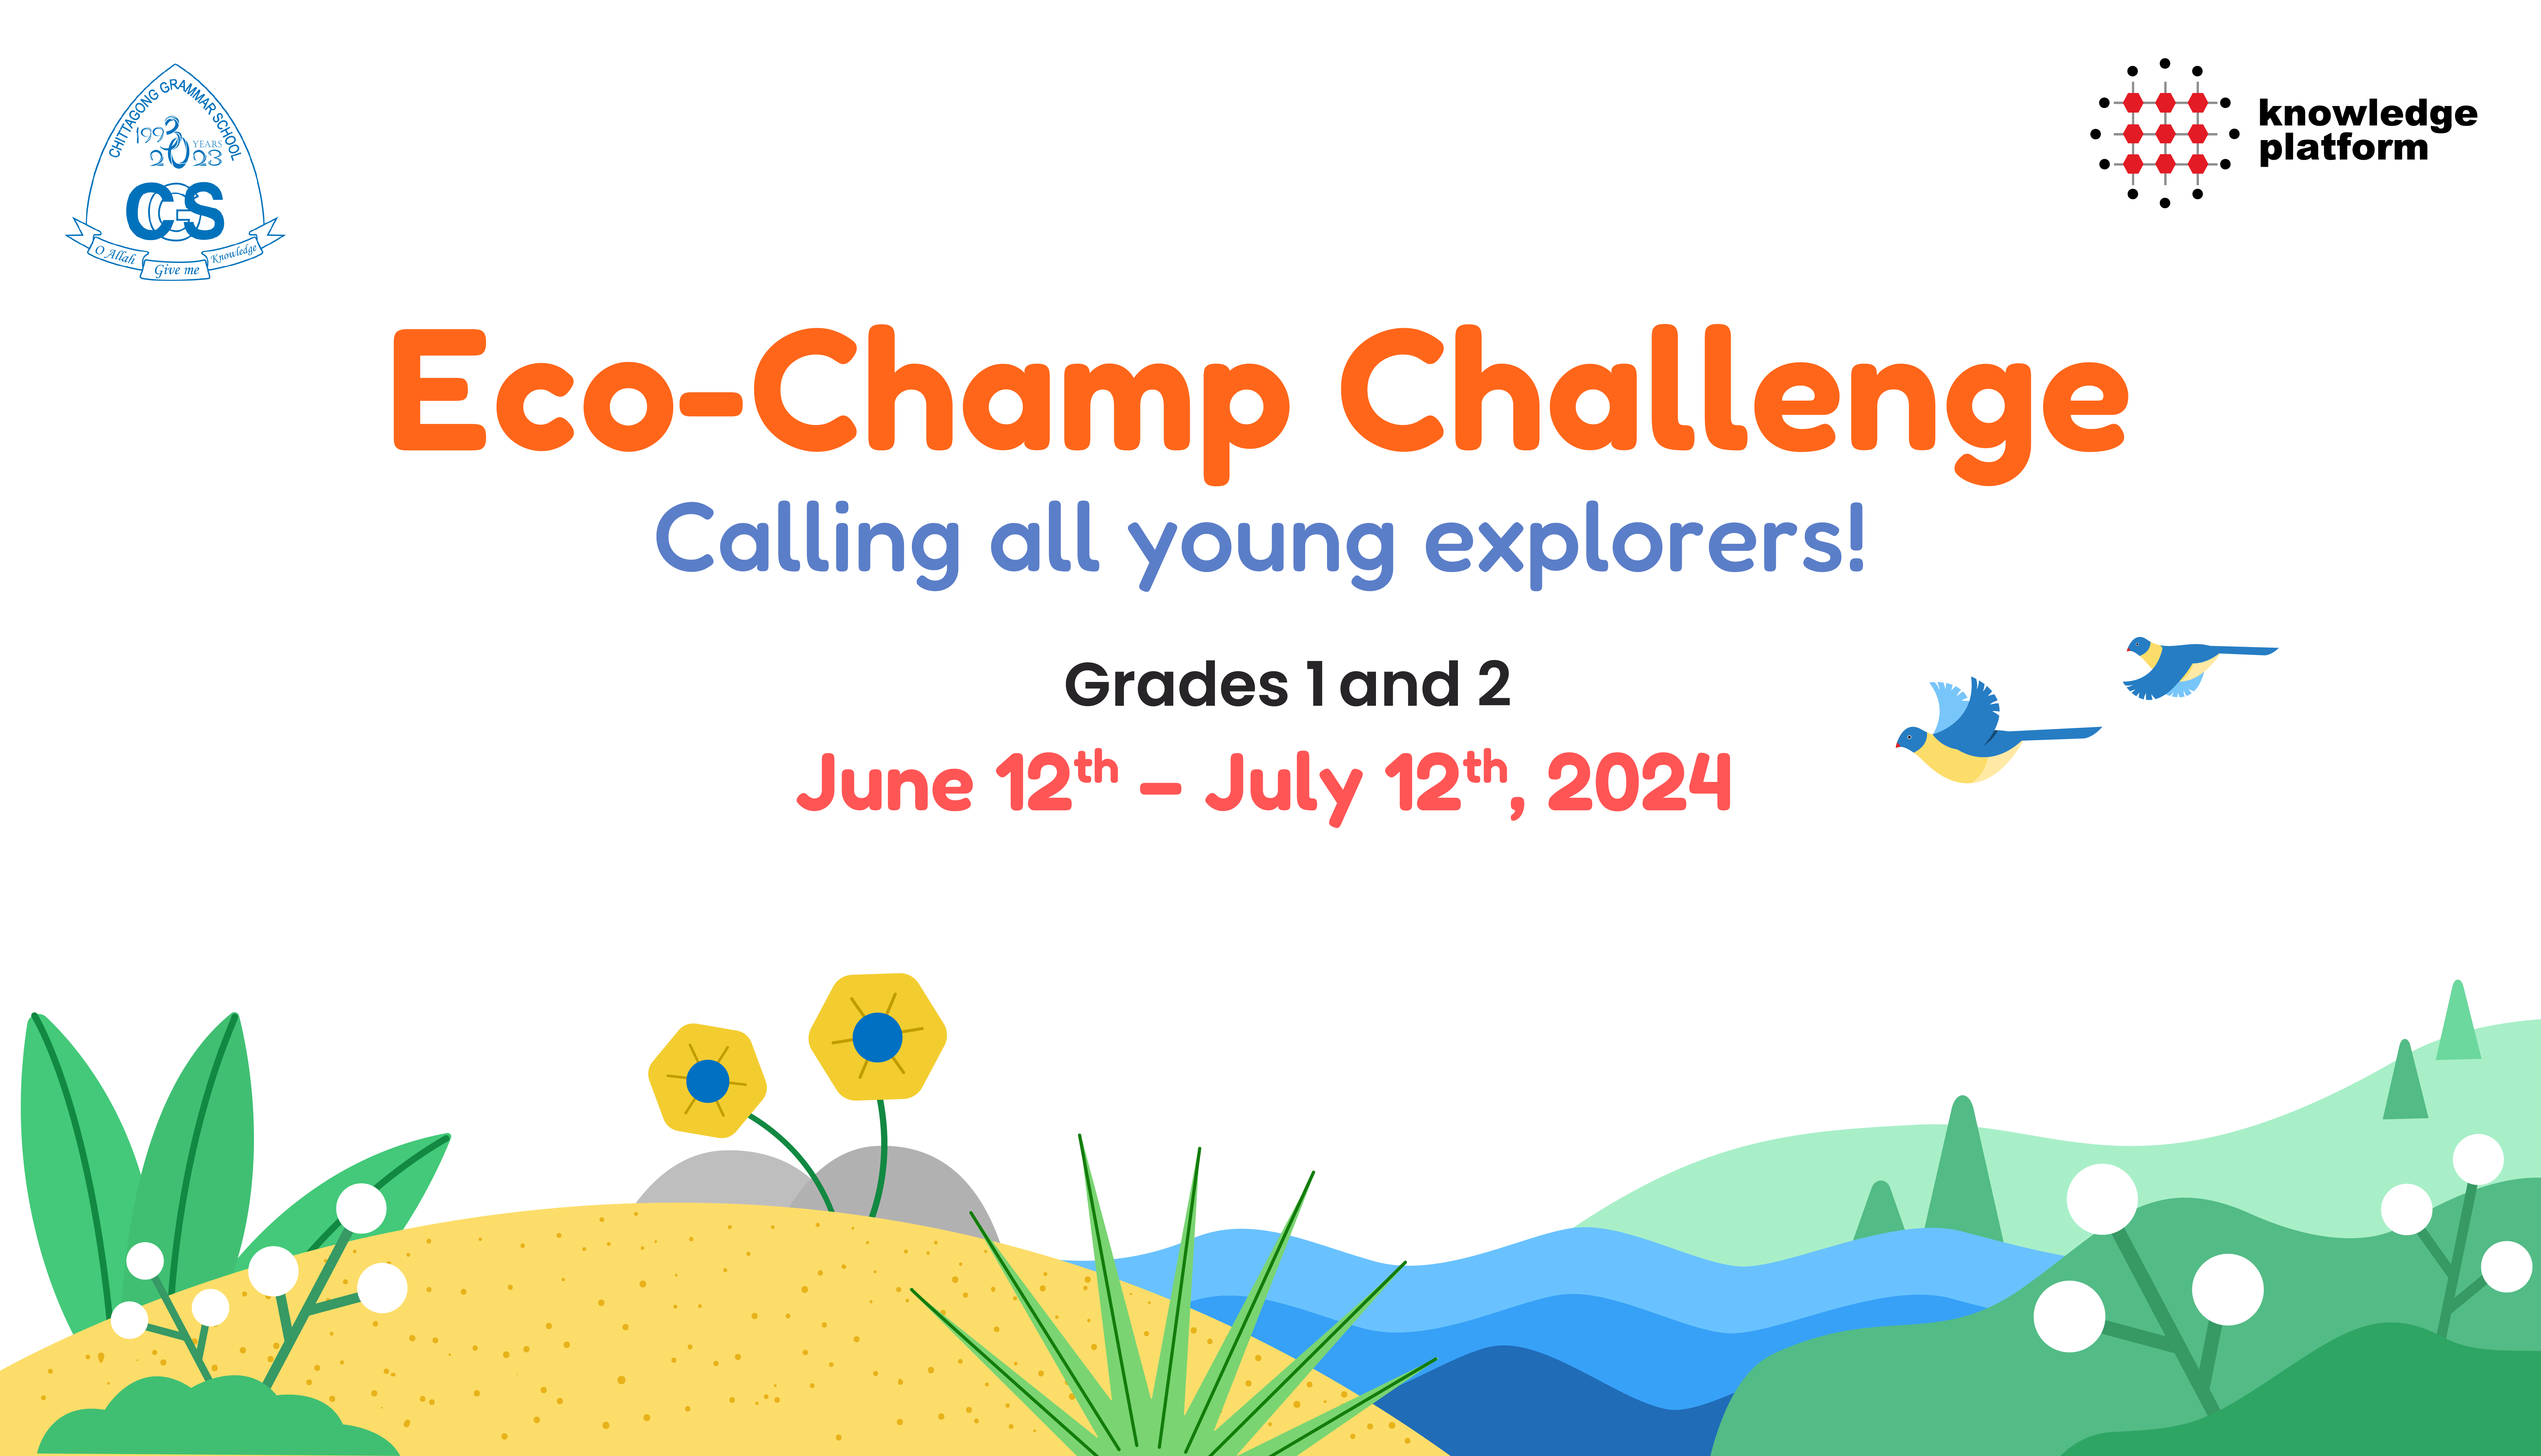 CHITTAGONG GRAMMAR SCHOOL
1993 30 YEARS
2023
CGS
O Allah Give me Knowledge
knowledge
platform
Eco-Champ Challenge
Calling all young explorers!
Grades 1 and 2
June 12th – July 12th, 2024